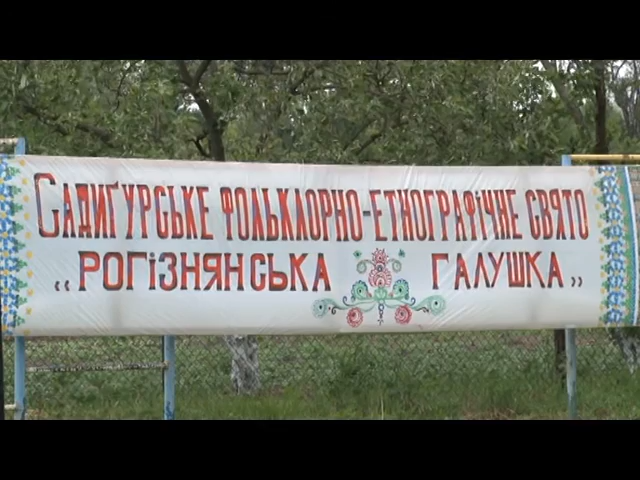 Садиґурське фольклорно-етнографічне свято
„Рогізнянська галушка”